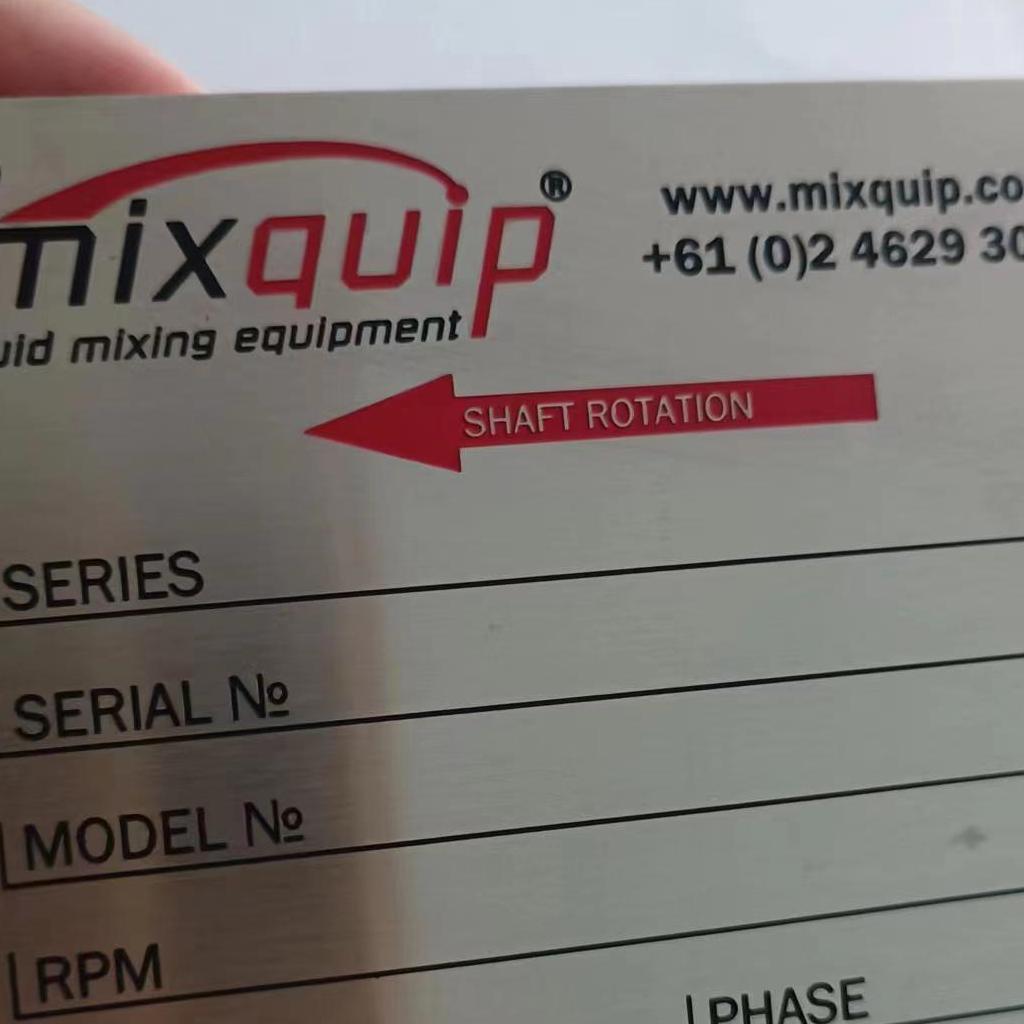 mixquip®
uid mixing equipment
www.mixquip.co
+61 (0)2 4629 30
SHAFT ROTATION
SERIES
SERIAL №
MODEL №
RPM
PHASE